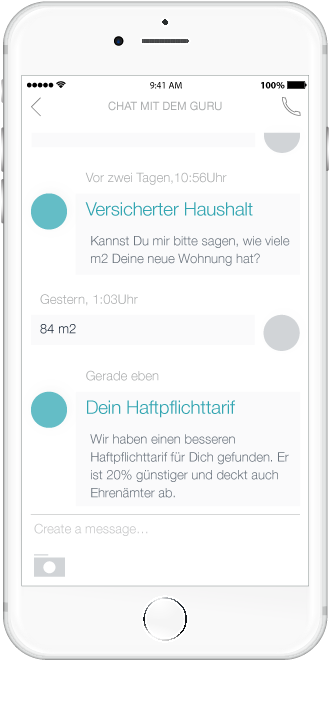 9:41 AM
100%
CHAT MIT DEM GURU
Vor zwei Tagen,10:56Uhr
Versicherter Haushalt
Kannst Du mir bitte sagen, wie viele
m2 Deine neue Wohnung hat?
Gestern, 1:03Uhr
84 m2
Gerade eben
Dein Haftpflichttarif
Wir haben einen besseren
Haftpflichttarif für Dich gefunden. Er
ist 20% günstiger und deckt auch
Ehrenämter ab.
Create a message…